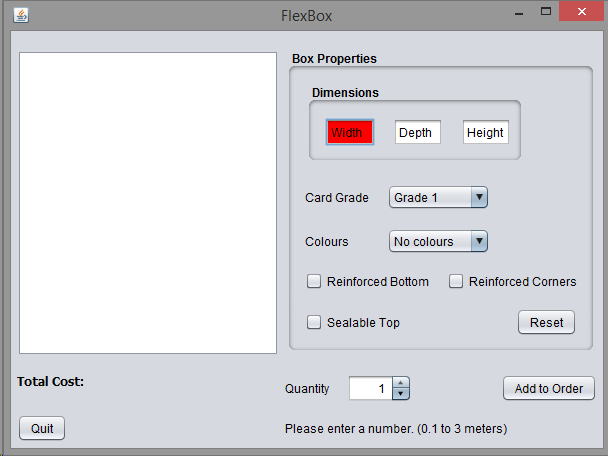 FlexBox
Box Properties
Dimensions
Width Depth Height
Card Grade Grade 1
Colours No colours
Reinforced Bottom Reinforced Corners
Sealable Top Reset
Total Cost:
Quantity 1 Add to Order
Quit Please enter a number. (0.1 to 3 meters)